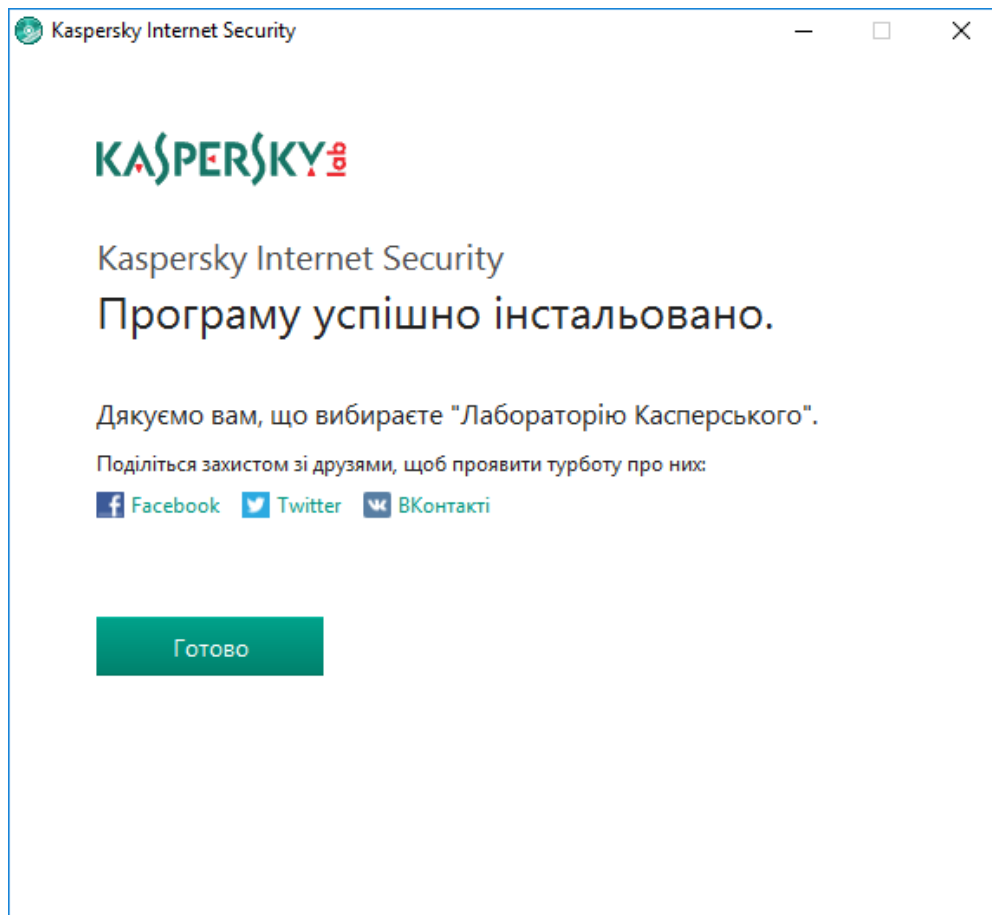 Kaspersky Internet Security
KASPERSKY lab
Kaspersky Internet Security
Програму успішно інстальовано.
Дякуємо вам, що вибираєте "Лабораторію Касперського".
Поділіться захистом зі друзями, щоб проявити турботу про них:
Facebook Twitter ВКонтакті
Готово